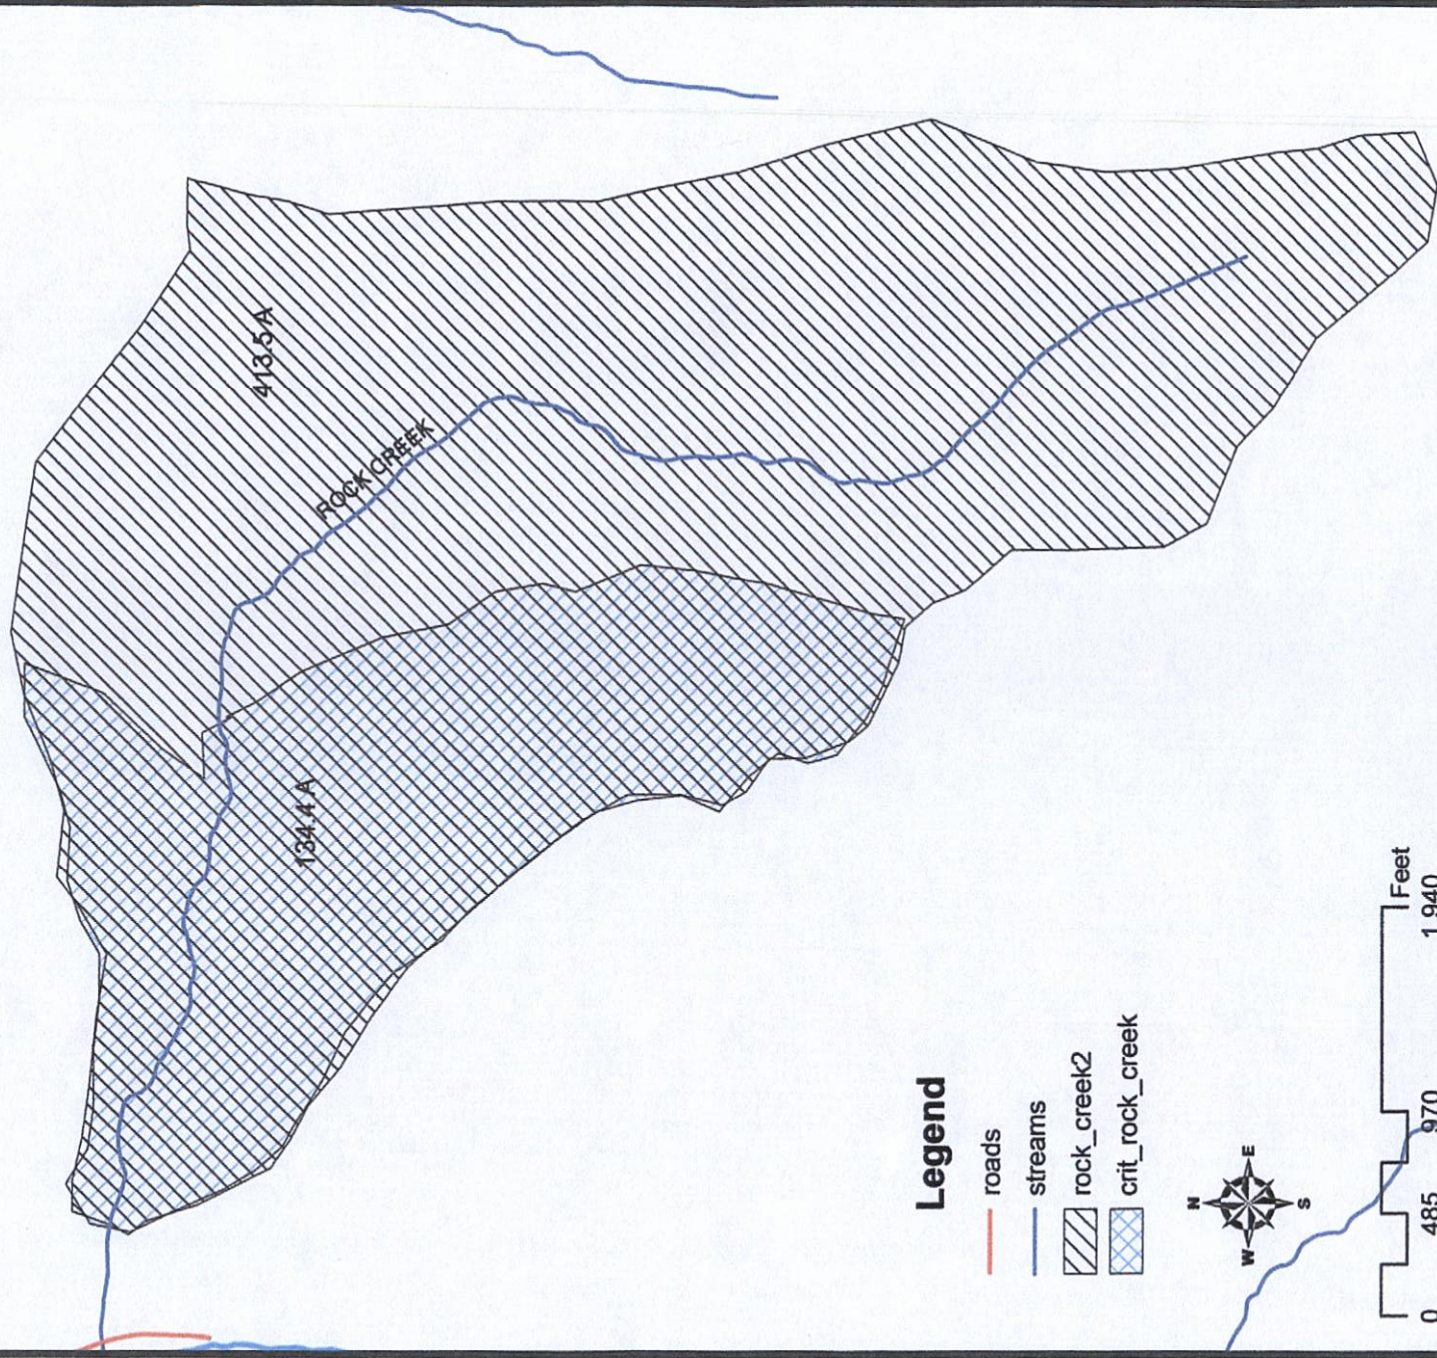 413.5 A
ROCK CREEK
134.4 A
Legend
roads
streams
rock_creek2
crit_rock_creek
N
W E
S
0 485 970 1,940
Feet